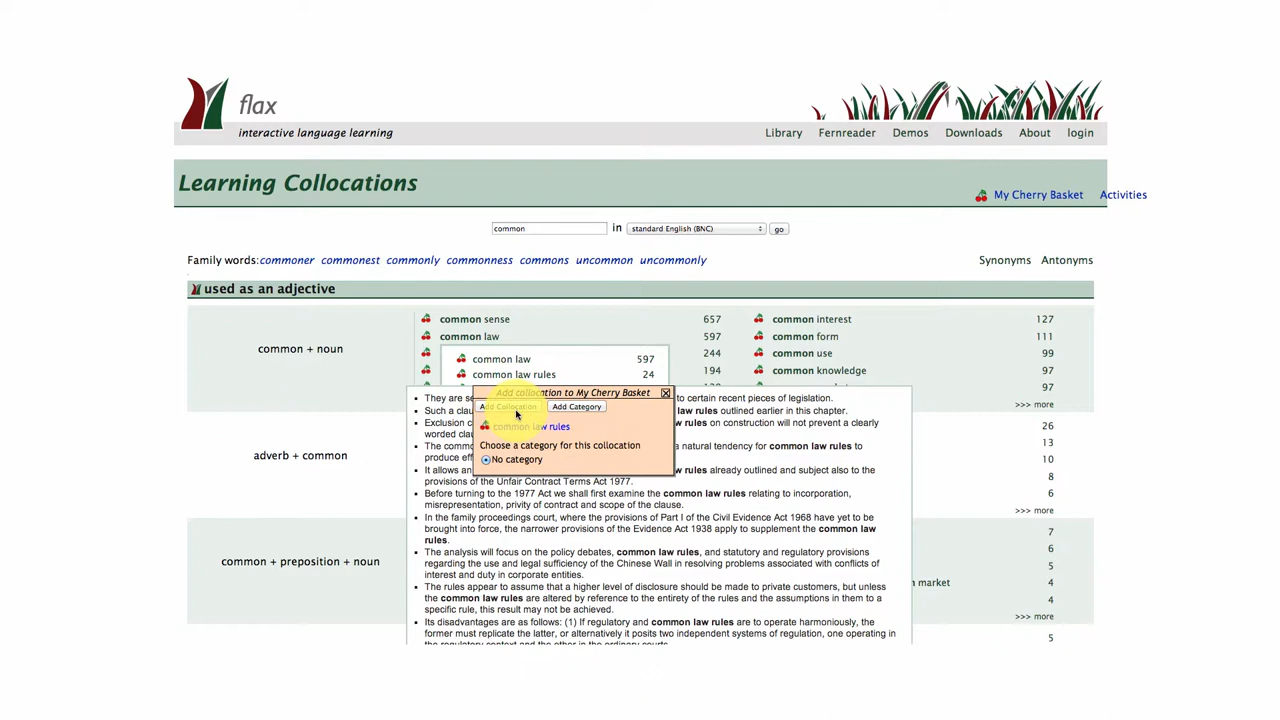 flax
interactive language learning
Library Fernreader Demos Downloads About login
Learning Collocations
My Cherry Basket Activities
common in standard English (BNC) go
Family words: commoner commonest commonly commonness commons uncommon uncommonly Synonyms Antonyms
used as an adjective
common + noun
common sense 657 common interest 127
common law 597 common form 111
244 common use 99
194 common knowledge 97
97
>>> more
common law 597
common law rules 24
Add collocation to My Cherry Basket
Add Collocation Add Category
common law rules
Choose a category for this collocation
No category
They are se to certain recent pieces of legislation.
Such a clau law rules outlined earlier in this chapter.
Exclusion c w rules on construction will not prevent a clearly
worded clau
The commo a natural tendency for common law rules to
produce eff
It allows an w rules already outlined and subject also to the
provisions of the Unfair Contract Terms Act 1977.
Before turning to the 1977 Act we shall first examine the common law rules relating to incorporation,
misrepresentation, privity of contract and scope of the clause.
In the family proceedings court, where the provisions of Part I of the Civil Evidence Act 1968 have yet to be
brought into force, the narrower provisions of the Evidence Act 1938 apply to supplement the common law
rules.
The analysis will focus on the policy debates, common law rules, and statutory and regulatory provisions
regarding the use and legal sufficiency of the Chinese Wall in resolving problems associated with conflicts of
interest and duty in corporate entities.
The rules appear to assume that a higher level of disclosure should be made to private customers, but unless
the common law rules are altered by reference to the entirety of the rules and the assumptions in them to a
specific rule, this result may not be achieved.
Its disadvantages are as follows: (1) If regulatory and common law rules are to operate harmoniously, the
former must replicate the latter, or alternatively it posits two independent systems of regulation, one operating in
the regulatory context and the other in the ordinary courts.
adverb + common
26
13
10
8
6
>>> more
common + preposition + noun
7
6
5
n market 4
4
>>> more
5